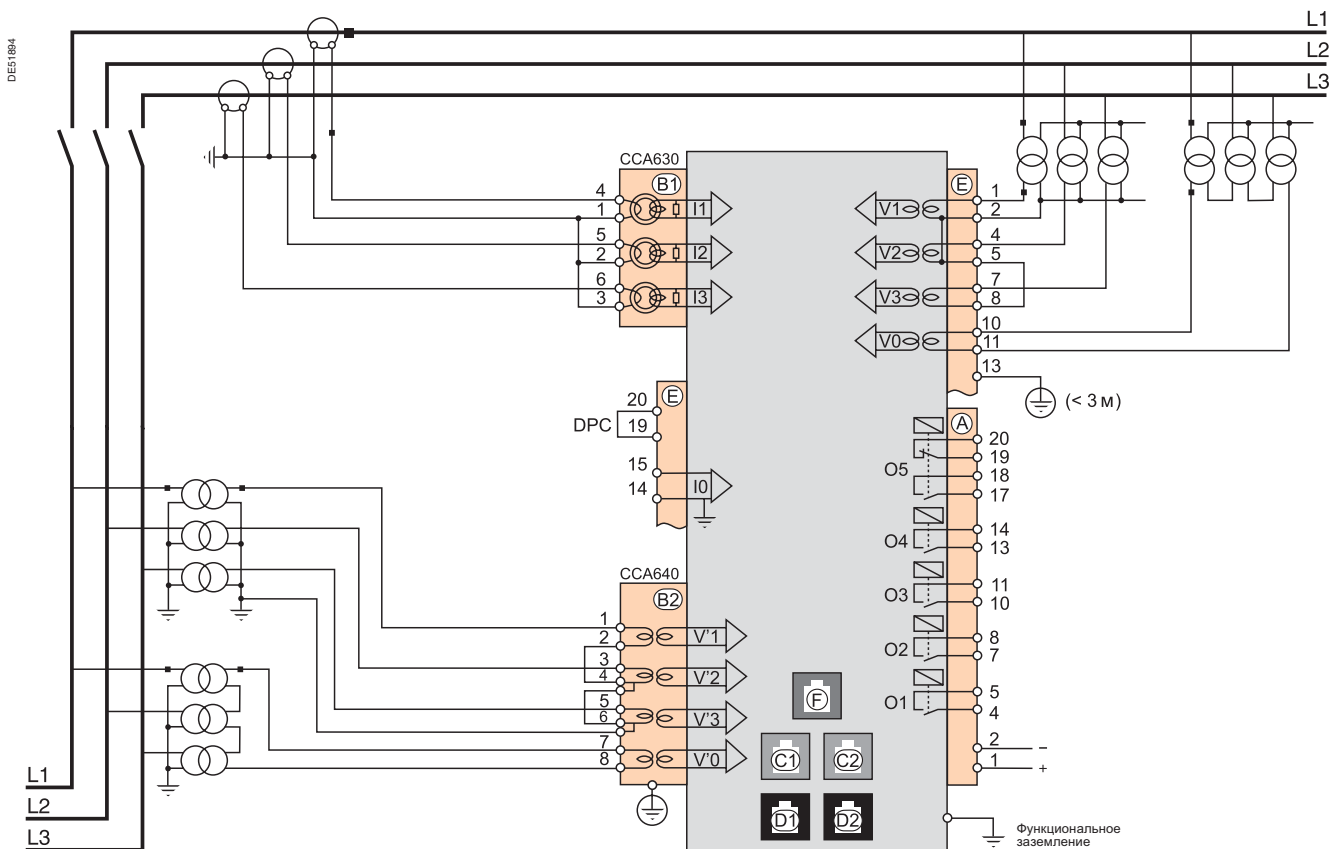 DE51894
L1
L2
L3
CCA630
B1
4
1
5
2
6
3
I1
I2
I3
E
V1
V2
V3
V0
1
2
4
5
7
8
10
11
13
(< 3 м)
E
20
DPC
19
15
14
I0
A
O5
20
19
18
17
O4
14
13
O3
11
10
O2
8
7
O1
5
4
2 –
1 +
CCA640
B2
1
2
3
4
5
6
7
8
V'1
V'2
V'3
V'0
F
C1
C2
D1
D2
L1
L2
L3
Функциональное
заземление